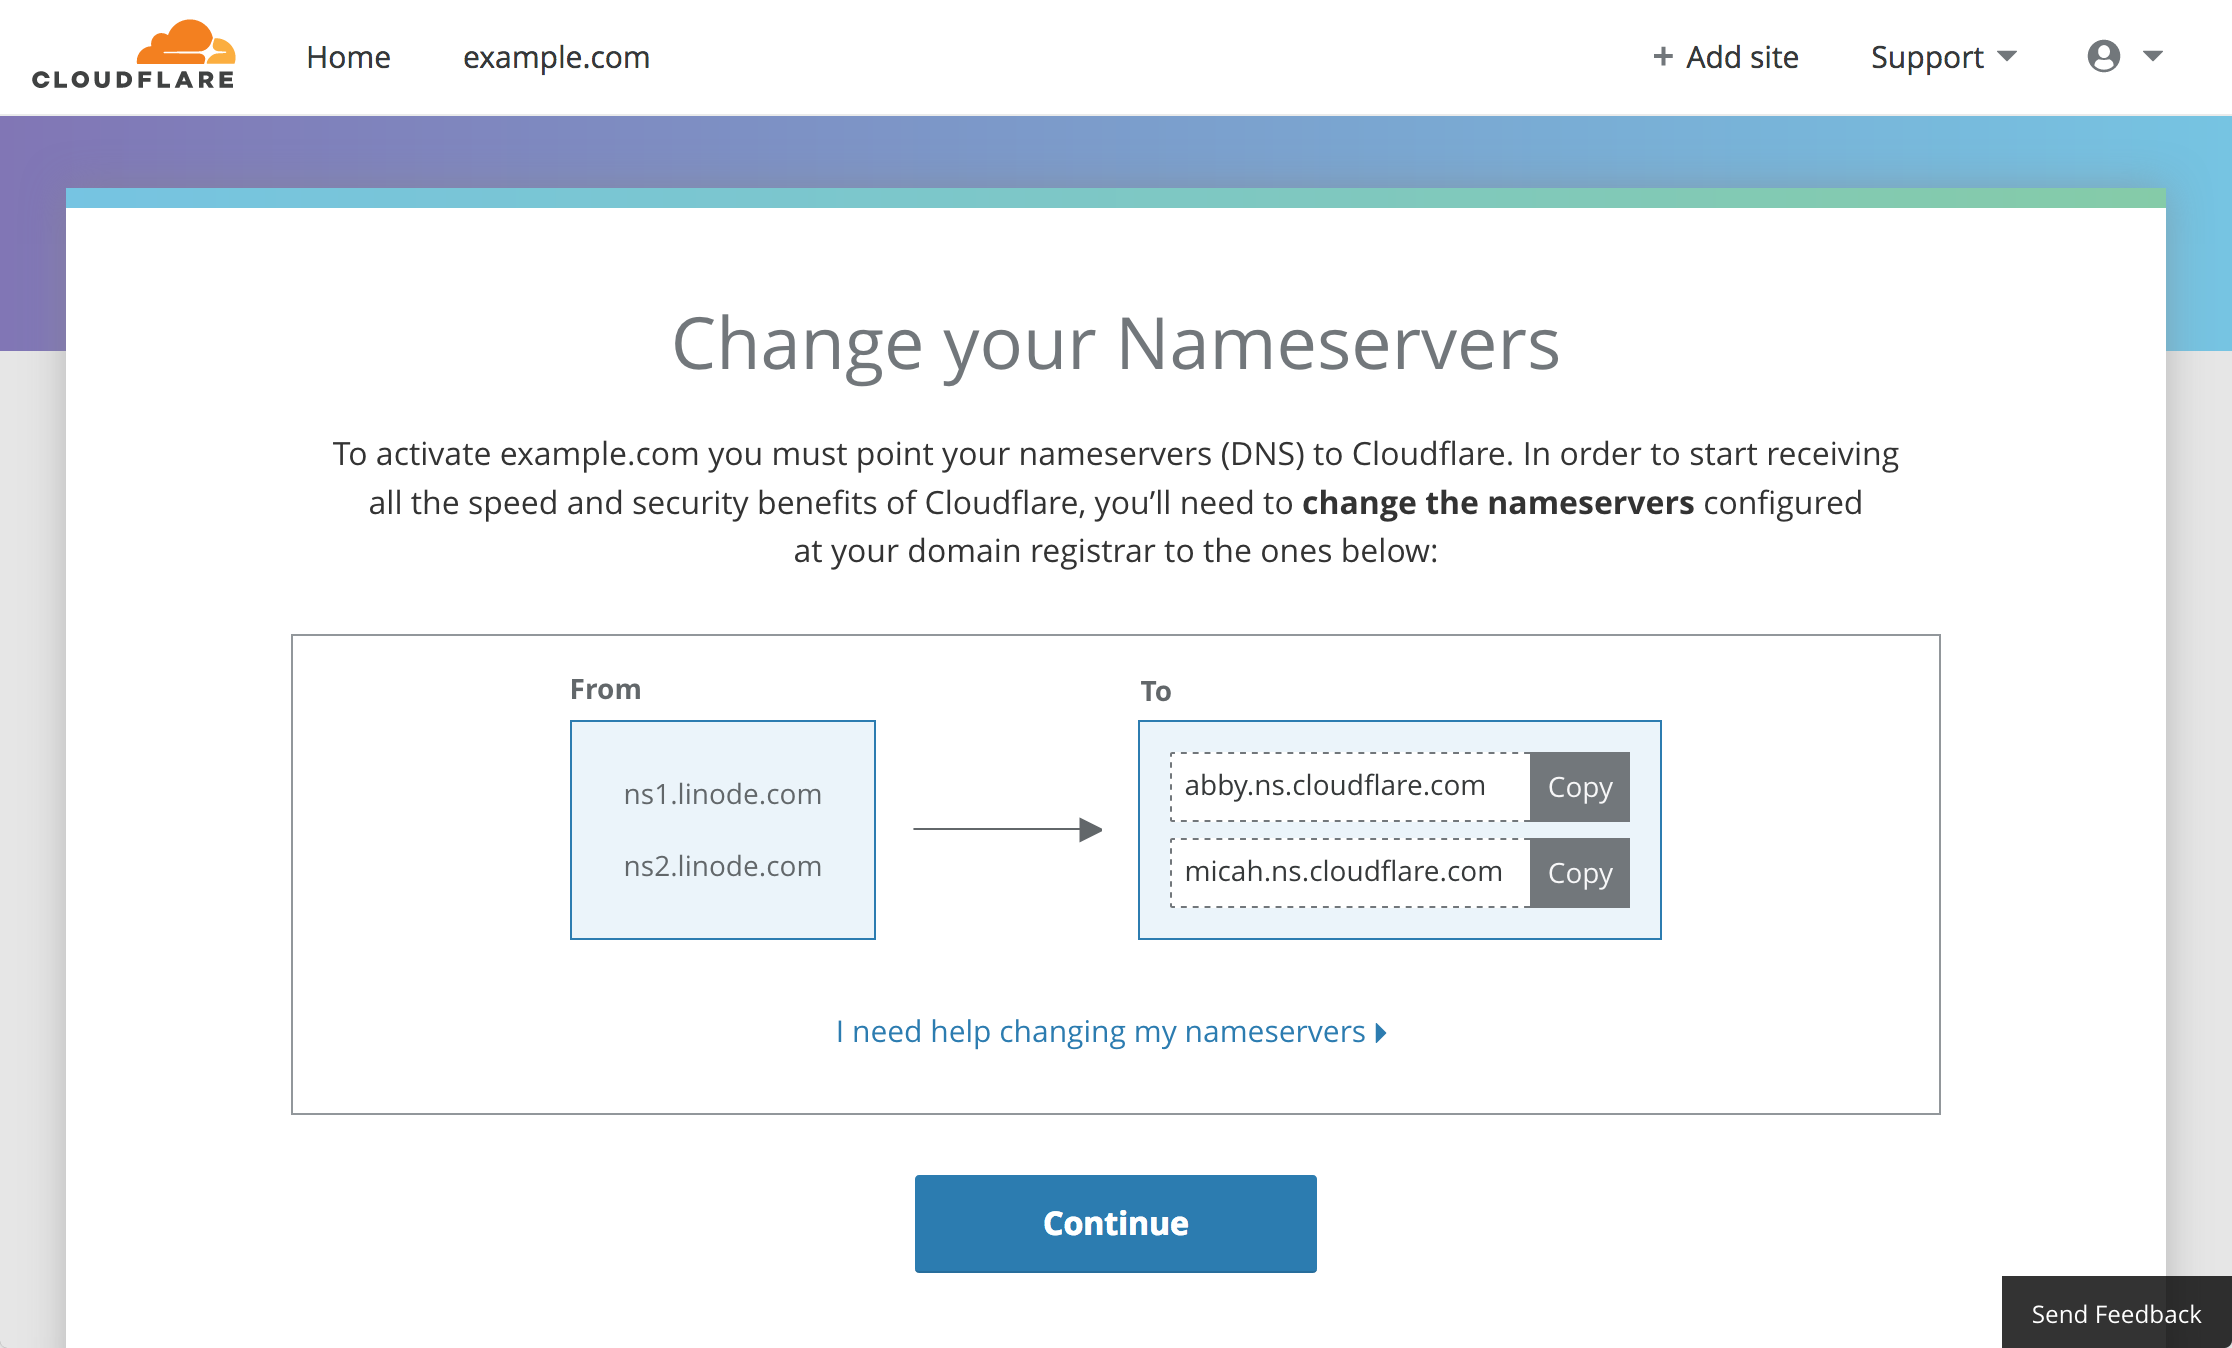 CLOUDFLARE
Home
example.com
+ Add site
Support
Change your Nameservers
To activate example.com you must point your nameservers (DNS) to Cloudflare. In order to start receiving
all the speed and security benefits of Cloudflare, you’ll need to change the nameservers configured
at your domain registrar to the ones below:
From
ns1.linode.com
ns2.linode.com
To
abby.ns.cloudflare.com
Copy
micah.ns.cloudflare.com
Copy
I need help changing my nameservers
Continue
Send Feedback